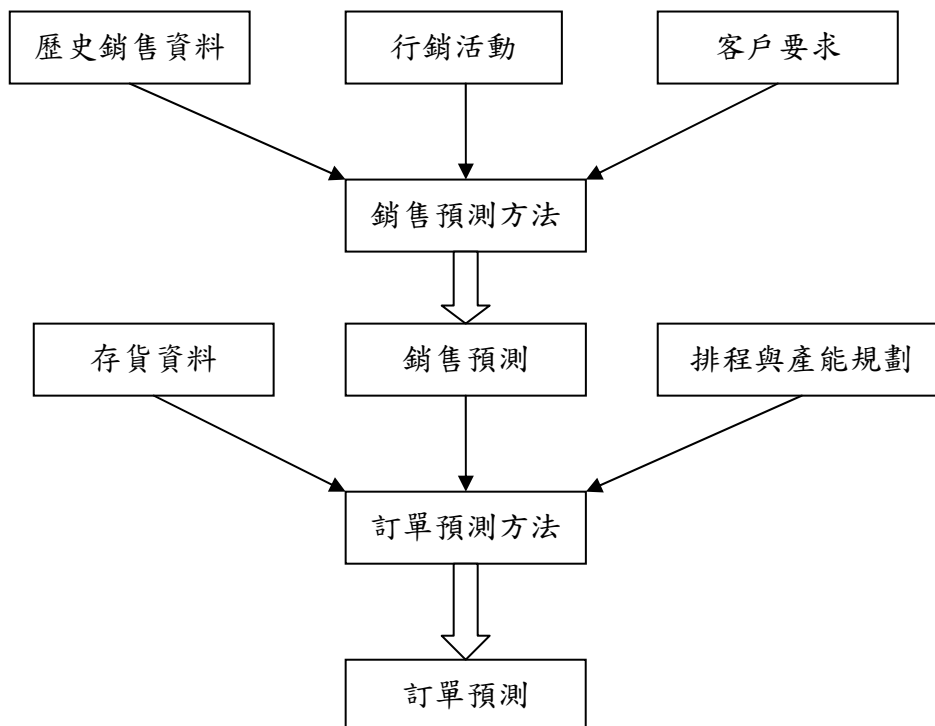 歷史銷售資料
行銷活動
客戶要求
銷售預測方法
存貨資料
銷售預測
排程與產能規劃
訂單預測方法
訂單預測